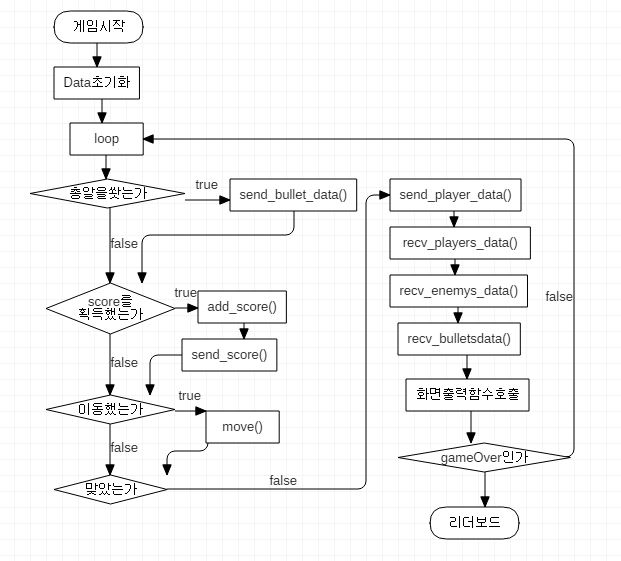 게임시작
Data초기화
loop
총알을쐈는가
true
send_bullet_data()
false
score를
획득했는가
true
add_score()
send_score()
false
이동했는가
true
move()
false
맞았는가
false
send_player_data()
recv_players_data()
recv_enemys_data()
recv_bulletsdata()
화면출력함수호출
gameOver인가
false
리더보드